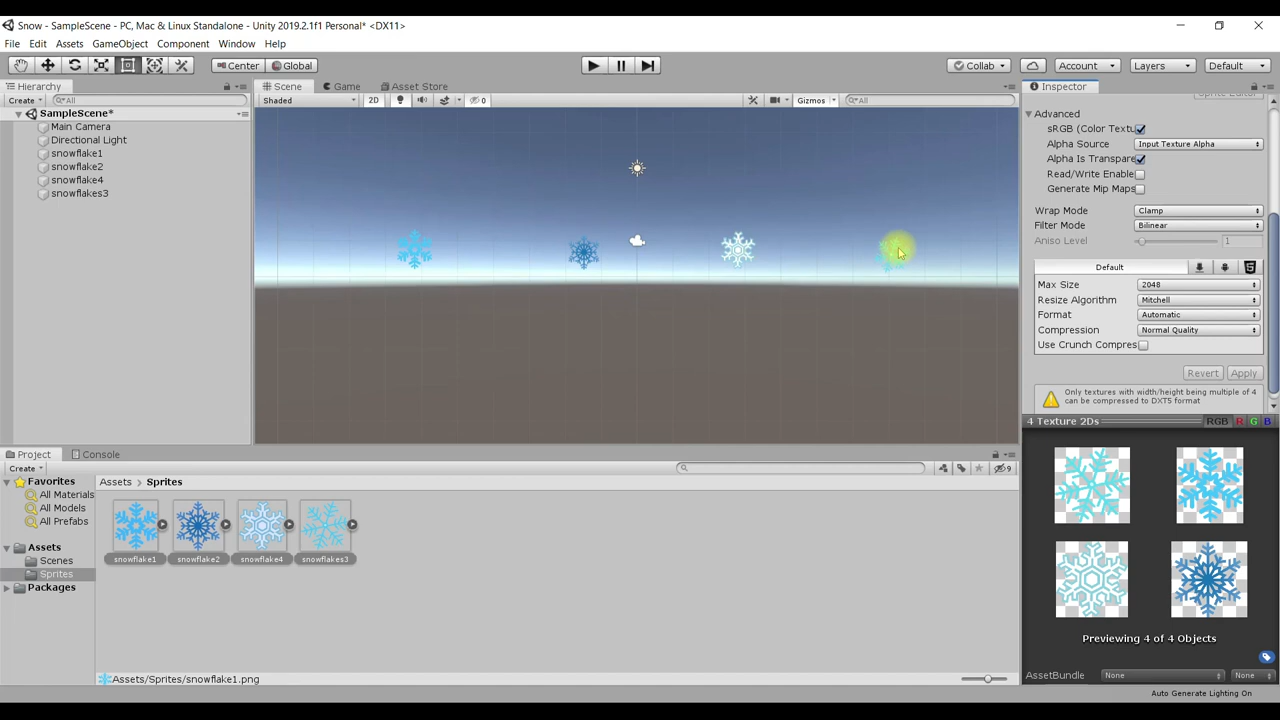 Snow - SampleScene - PC, Mac & Linux Standalone - Unity 2019.2.1f1 Personal* <DX11>
File Edit Assets GameObject Component Window Help
Center Global Collab Account Layers Default
Hierarchy Scene Game Asset Store Inspector
Create All Shaded 2D 0 Gizmos All
SampleScene*
Main Camera
Directional Light
snowflake1
snowflake2
snowflake4
snowflakes3
Advanced
sRGB (Color Textu
Alpha Source Input Texture Alpha
Alpha Is Transpare
Read/Write Enable
Generate Mip Maps
Wrap Mode Clamp
Filter Mode Bilinear
Aniso Level 1
Default
Max Size 2048
Resize Algorithm Mitchell
Format Automatic
Compression Normal Quality
Use Crunch Compres
Revert Apply
Only textures with width/height being multiple of 4
can be compressed to DXT5 format
4 Texture 2Ds RGB R G B
Previewing 4 of 4 Objects
AssetBundle None None
Project Console
Create 9
Favorites
All Materials
All Models
All Prefabs
Assets
Scenes
Sprites
Packages
Assets Sprites
snowflake1 snowflake2 snowflake4 snowflakes3
Assets/Sprites/snowflake1.png
Auto Generate Lighting On